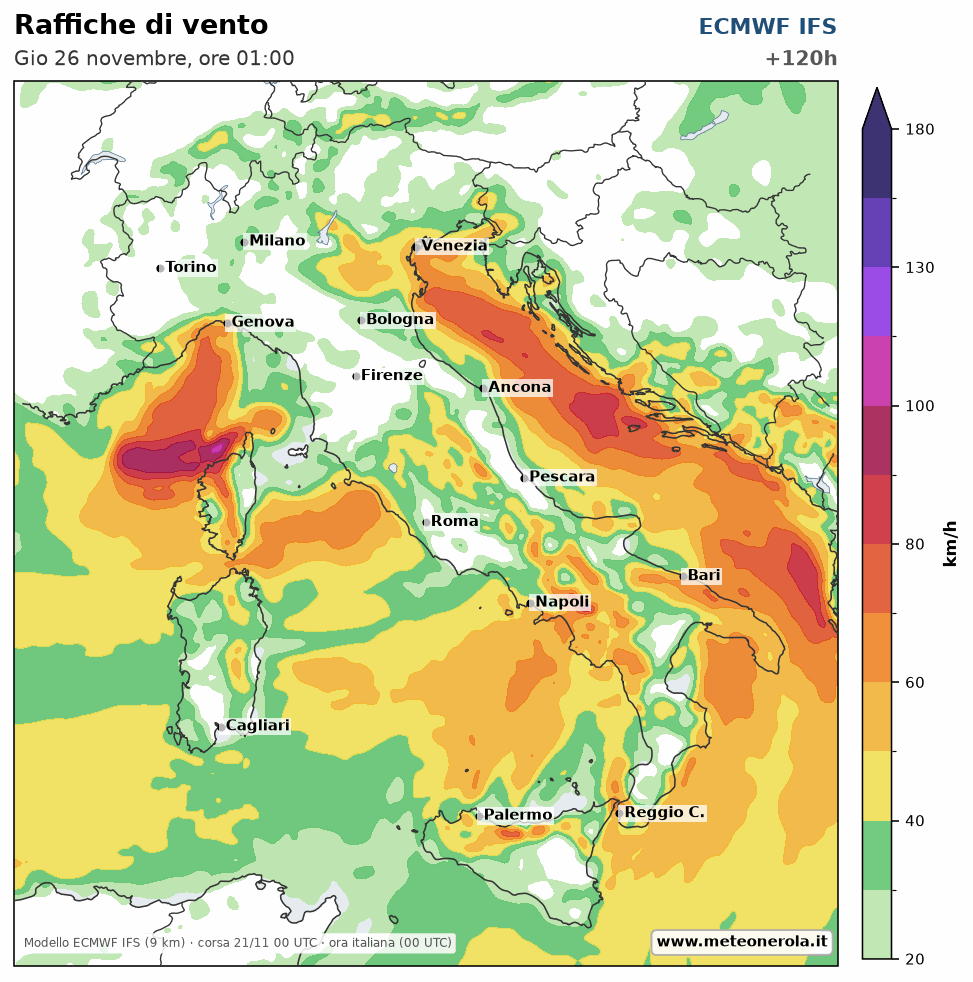 Raffiche di vento
ECMWF IFS
Gio 26 novembre, ore 01:00
+120h
Milano
Venezia
Torino
Genova
Bologna
Firenze
Ancona
Pescara
Roma
Bari
Napoli
Cagliari
Palermo
Reggio C.
180
130
100
80
60
40
20
km/h
Modello ECMWF IFS (9 km) · corsa 21/11 00 UTC · ora italiana (00 UTC)
www.meteonerola.it